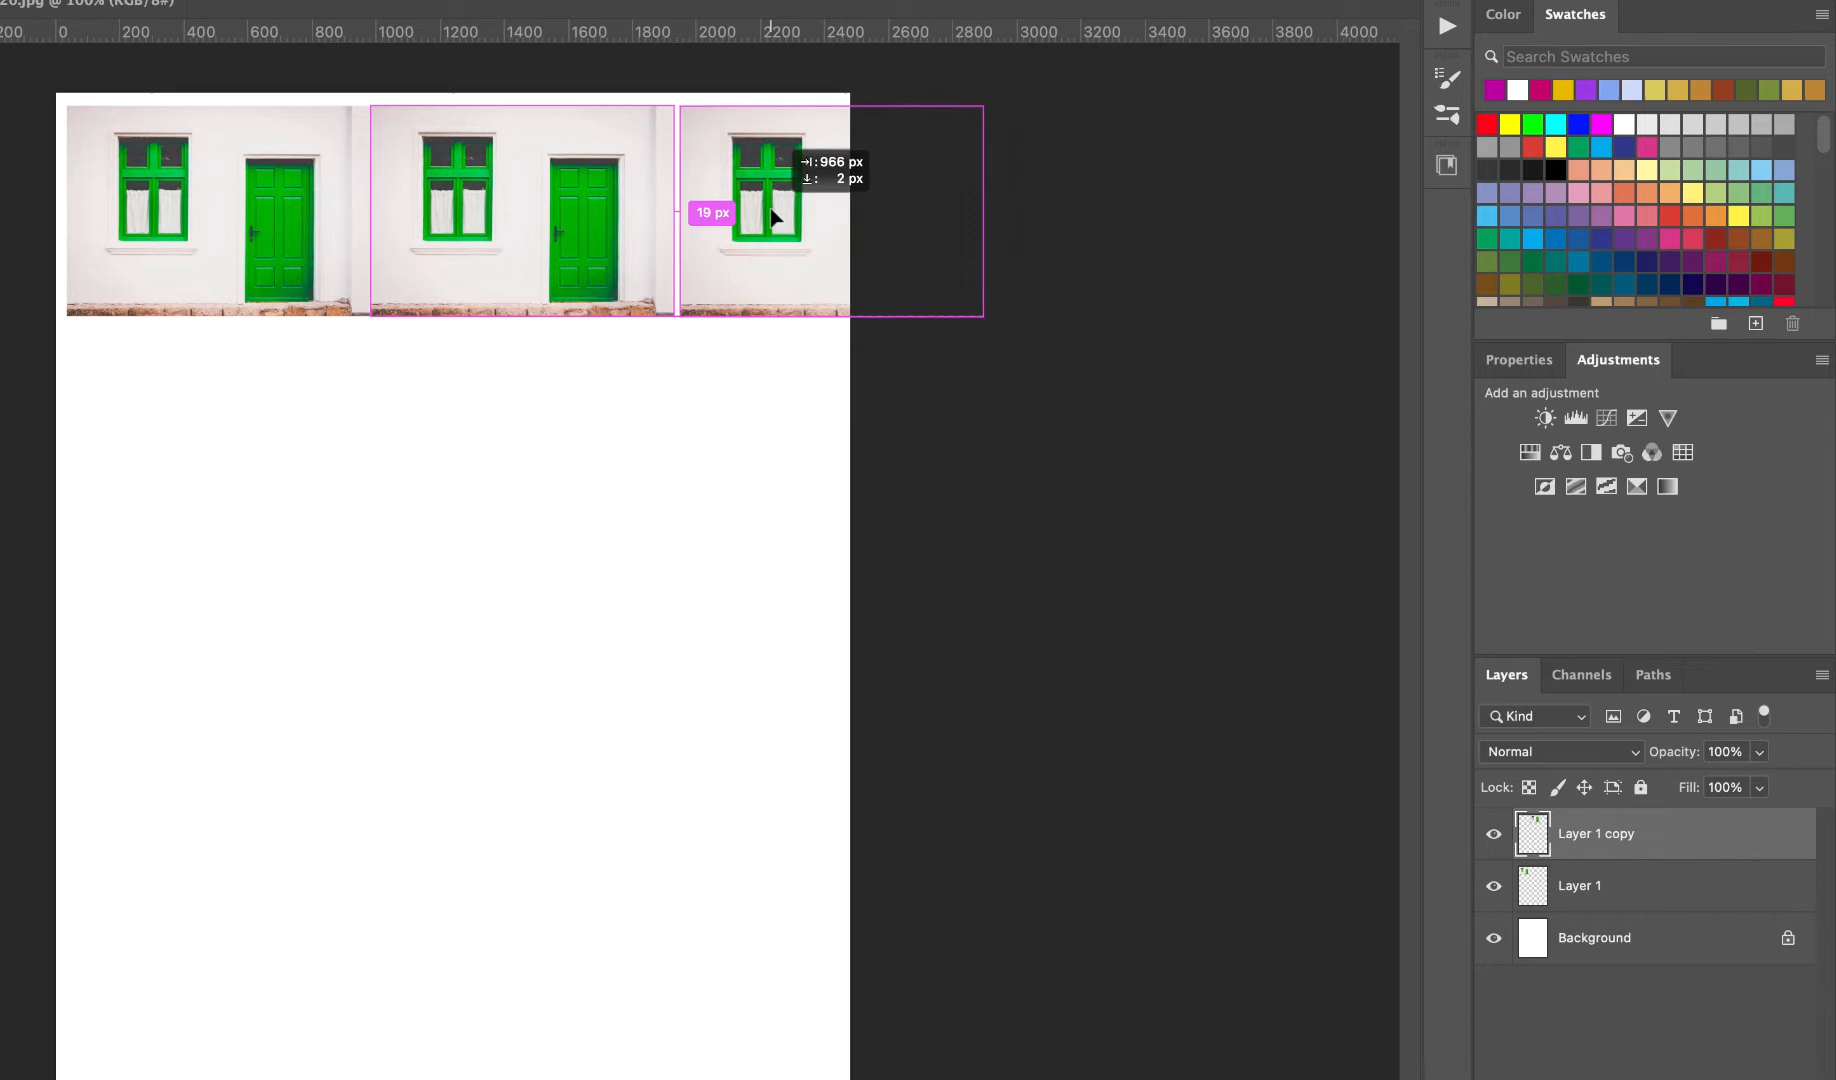 20.jpg @ 100% (RGB/8#)
200 0 200 400 600 800 1000 1200 1400 1600 1800 2000 2200 2400 2600 2800 3000 3200 3400 3600 3800 4000
Color Swatches
Search Swatches
966 px
2 px
19 px
Properties Adjustments
Add an adjustment
Layers Channels Paths
Kind
Normal Opacity: 100%
Lock: Fill: 100%
Layer 1 copy
Layer 1
Background